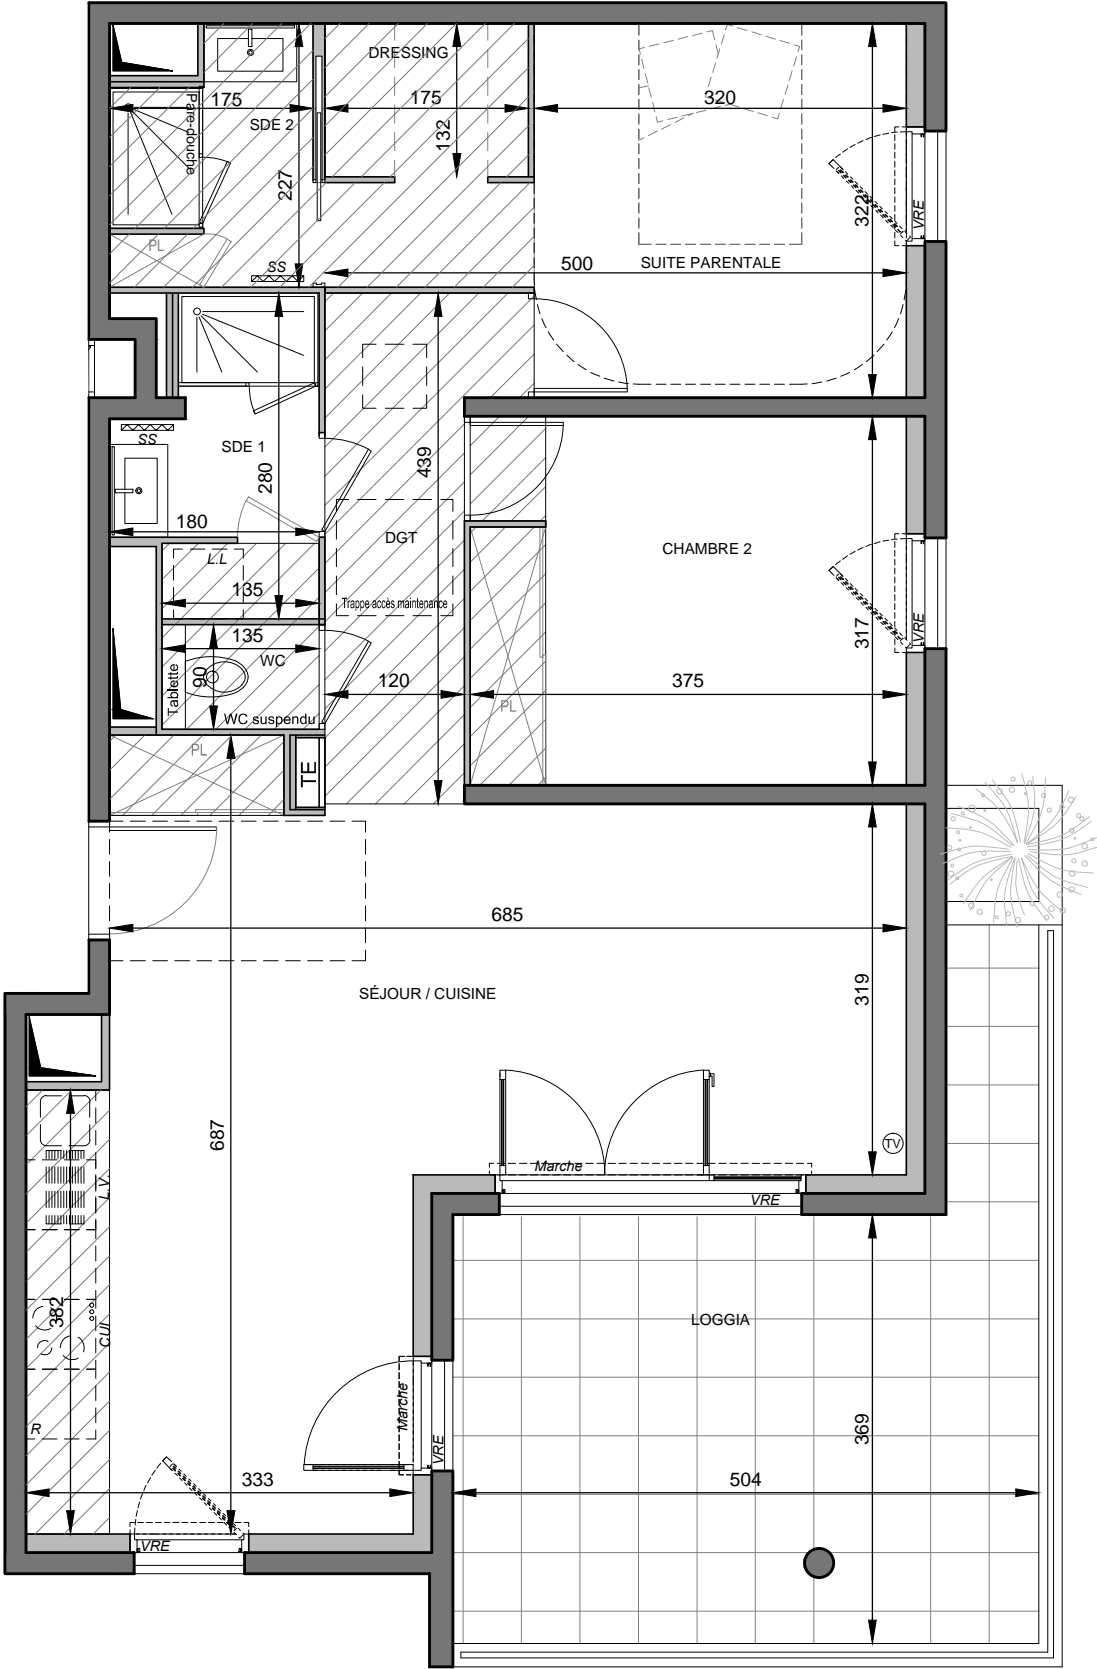 DRESSING
175
175
320
Pare-douche
SDE 2
132
227
322
VRE
PL
SS
500
SUITE PARENTALE
SS
SDE 1
280
439
180
DGT
CHAMBRE 2
L.L
135
Trappe accès maintenance
VRE
317
135
WC
90
Tablette
120
375
WC suspendu
PL
PL
TE
685
SÉJOUR / CUISINE
319
687
TV
Marche
L.V.
VRE
382
CUI
LOGGIA
Marche
R
VRE
369
333
504
VRE